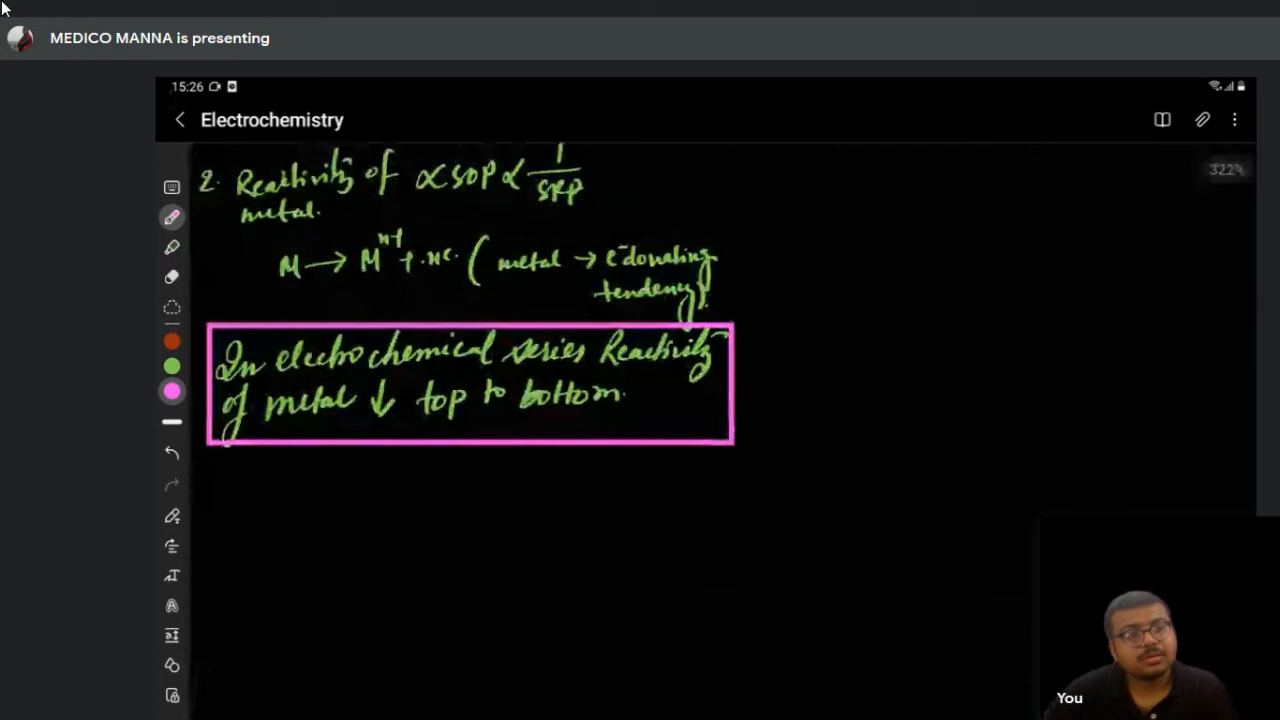 MEDICO MANNA is presenting
15:26
Electrochemistry
322%
2. Reactivity of ∝ SOP ∝ 1/SRP
metal.
M → M^n+ + ne. ( metal → e⁻donating
tendency).
In electrochemical series Reactivity
of metal ↓ top to bottom.
You